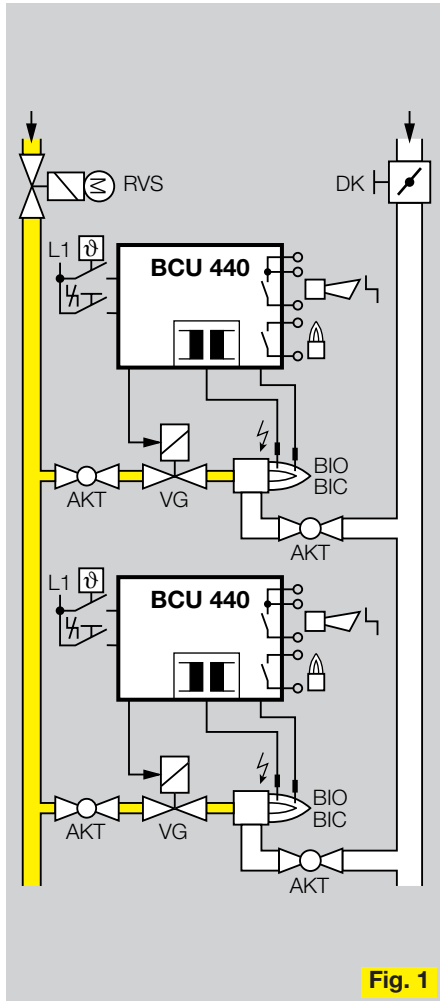 RVS
DK
L1 ϑ
BCU 440
BIO
BIC
AKT
VG
AKT
L1 ϑ
BCU 440
BIO
BIC
AKT
VG
AKT
Fig. 1